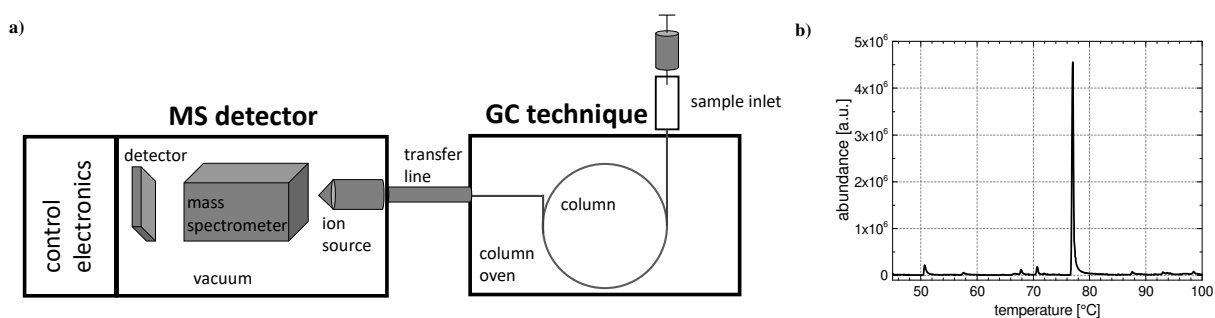 a)
MS detector
GC technique
sample inlet
control
electronics
detector
mass
spectrometer
ion
source
vacuum
transfer
line
column
column
oven
b)
abundance [a.u.]
5x10⁶
4x10⁶
3x10⁶
2x10⁶
1x10⁶
0
50 60 70 80 90 100
temperature [°C]